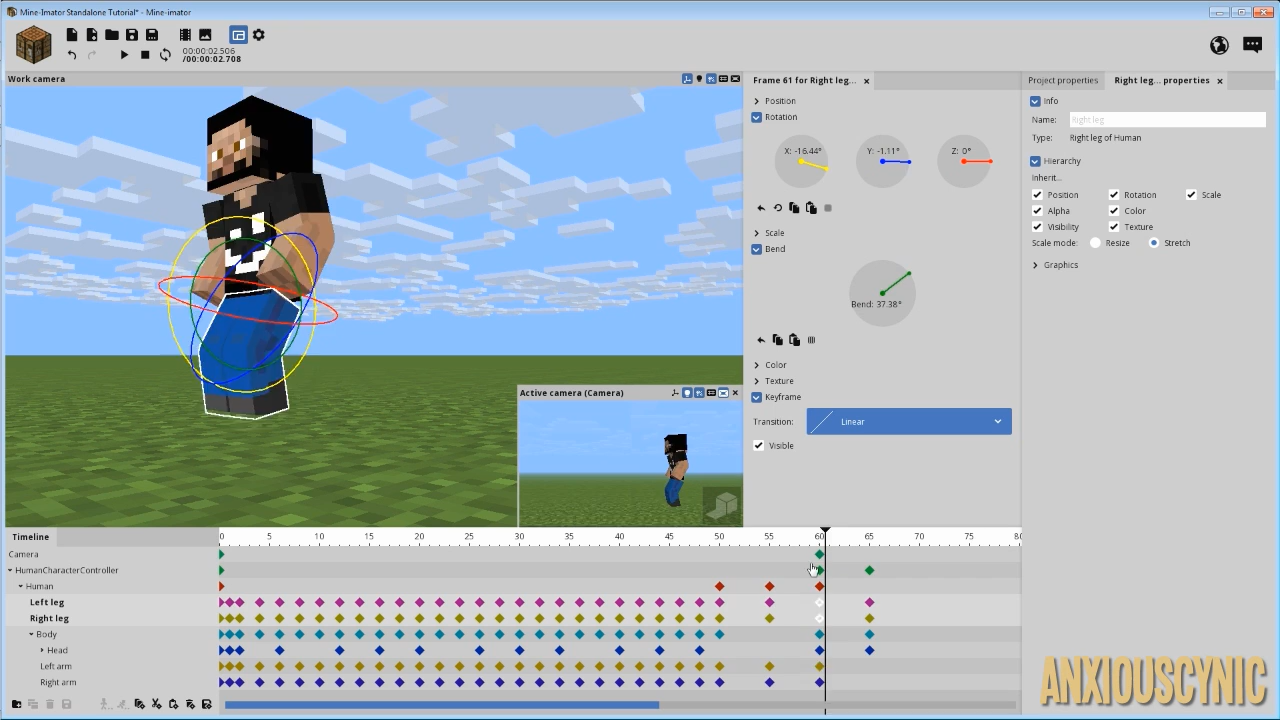 Mine-Imator Standalone Tutorial* - Mine-imator
00:00:02.506
/00:00:02.708
Work camera
Frame 61 for Right leg...
Position
Rotation
X: -16.44° Y: -1.11° Z: 0°
Scale
Bend
Bend: 37.38°
Color
Texture
Keyframe
Transition: Linear
Visible
Active camera (Camera)
Project properties Right leg... properties
Info
Name: Right leg
Type: Right leg of Human
Hierarchy
Inherit...
Position Rotation Scale
Alpha Color
Visibility Texture
Scale mode: Resize Stretch
Graphics
Timeline
0 5 10 15 20 25 30 35 40 45 50 55 60 65 70 75 80
Camera
HumanCharacterController
Human
Left leg
Right leg
Body
Head
Left arm
Right arm
ANXIOUSCYNIC